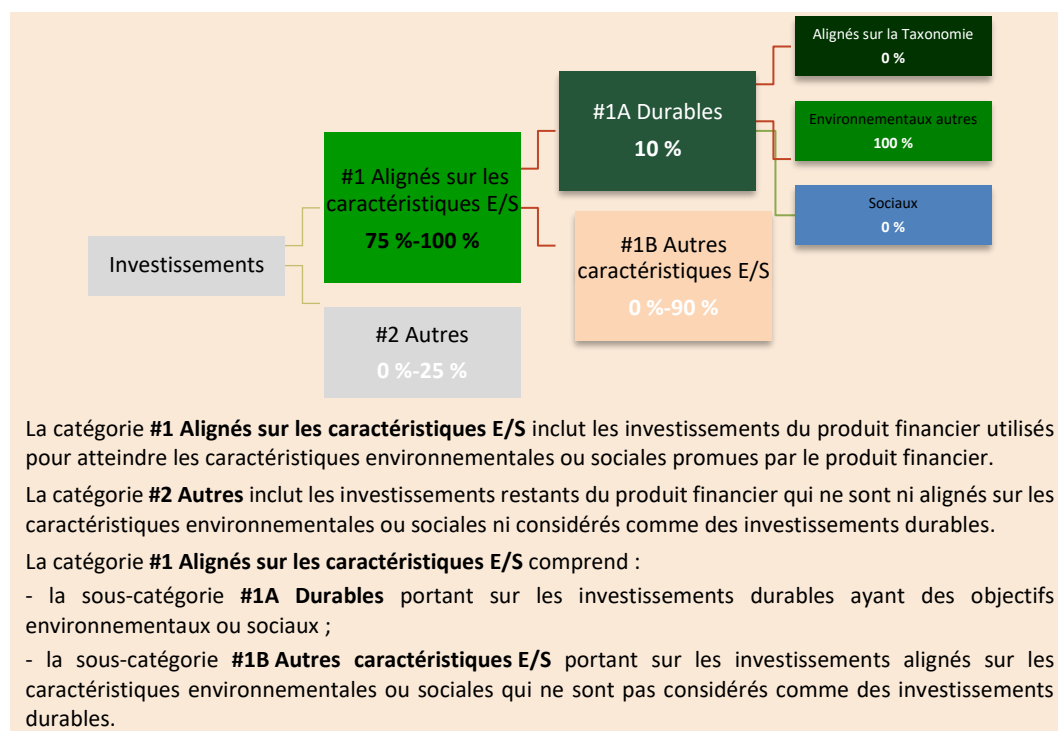 Alignés sur la Taxonomie
0 %
#1A Durables
10 %
Environnementaux autres
100 %
#1 Alignés sur les
caractéristiques E/S
75 %-100 %
Sociaux
0 %
#1B Autres
caractéristiques E/S
0 %-90 %
Investissements
#2 Autres
0 %-25 %
La catégorie #1 Alignés sur les caractéristiques E/S inclut les investissements du produit financier utilisés
pour atteindre les caractéristiques environnementales ou sociales promues par le produit financier.
La catégorie #2 Autres inclut les investissements restants du produit financier qui ne sont ni alignés sur les
caractéristiques environnementales ou sociales ni considérés comme des investissements durables.
La catégorie #1 Alignés sur les caractéristiques E/S comprend :
- la sous-catégorie #1A Durables portant sur les investissements durables ayant des objectifs
environnementaux ou sociaux ;
- la sous-catégorie #1B Autres caractéristiques E/S portant sur les investissements alignés sur les
caractéristiques environnementales ou sociales qui ne sont pas considérés comme des investissements
durables.